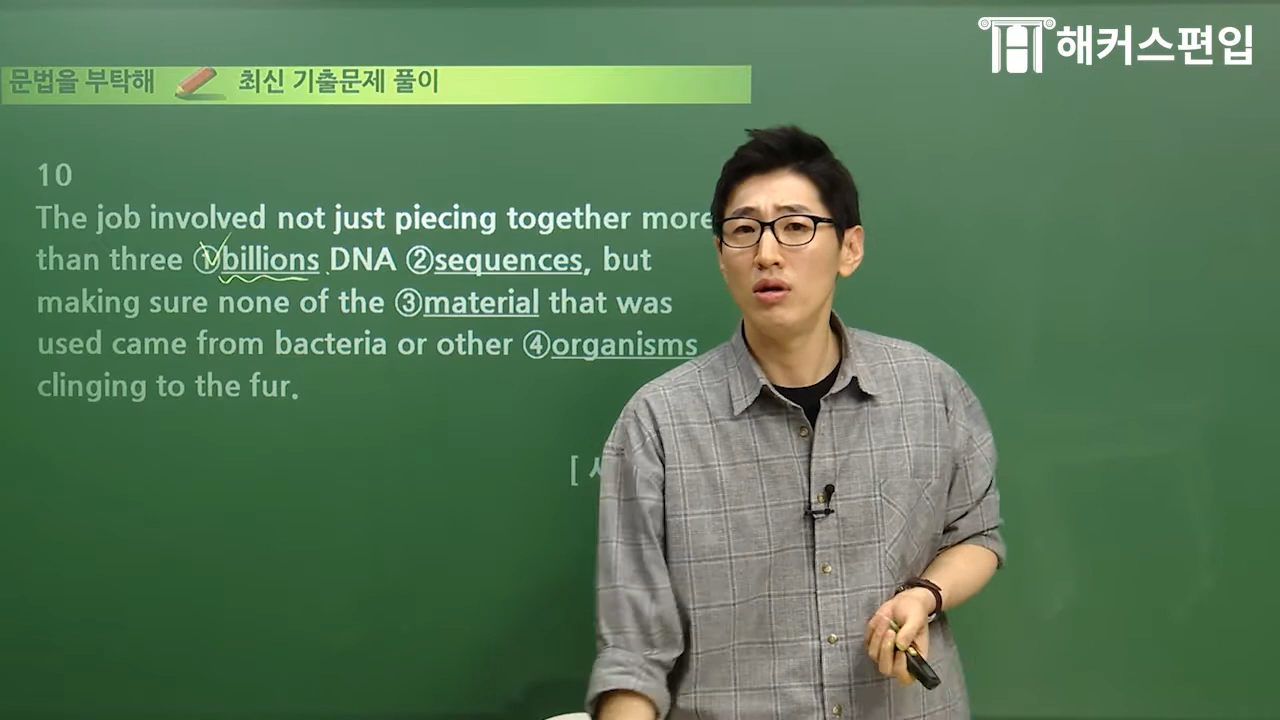 해커스편입
문법을 부탁해 최신 기출문제 풀이
10
The job involved not just piecing together more
than three ①billions DNA ②sequences, but
making sure none of the ③material that was
used came from bacteria or other ④organisms
clinging to the fur.
[